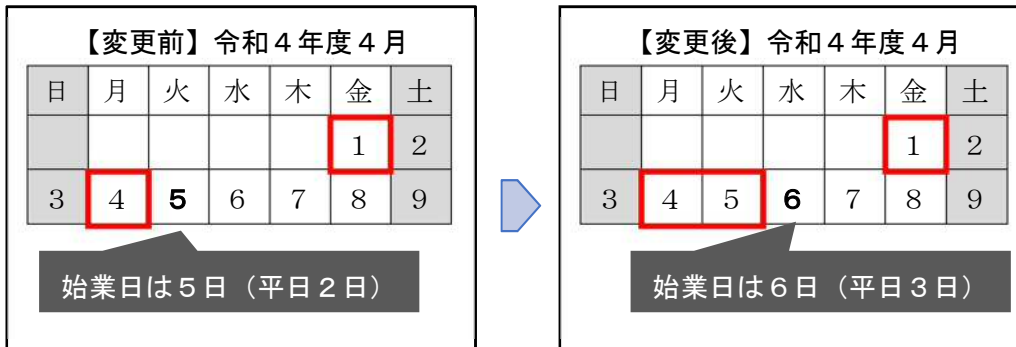 【変更前】令和４年度４月
日 月 火 水 木 金 土
1 2
3 4 5 6 7 8 9
始業日は５日（平日２日）
【変更後】令和４年度４月
日 月 火 水 木 金 土
1 2
3 4 5 6 7 8 9
始業日は６日（平日３日）